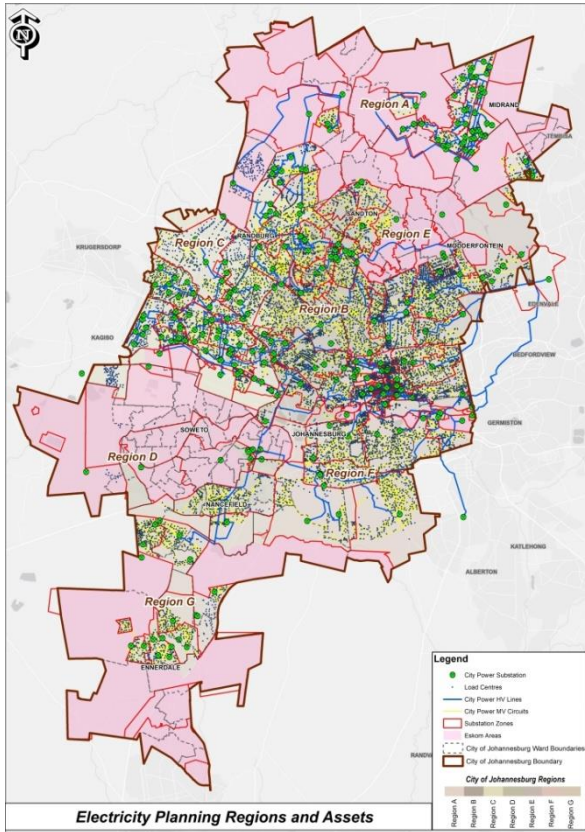 N
Region A
MIDRAND
TEMBISA
SANDTON
RANDBURG
Region E
Region C
MODDERFONTEIN
KRUGERSDORP
Region B
EDENVALE
KAGISO
BEDFORDVIEW
SOWETO
JOHANNESBURG
GERMISTON
Region D
Region F
NANCEFIELD
KATLEHONG
ALBERTON
Region G
ENNERDALE
Legend
City Power Substation
Load Centres
City Power HV Lines
City Power MV Circuits
Substation Zones
Eskom Areas
City of Johannesburg Ward Boundaries
City of Johannesburg Boundary
City of Johannesburg Regions
Region A
Region B
Region C
Region D
Region E
Region F
Region G
RANDV
Electricity Planning Regions and Assets